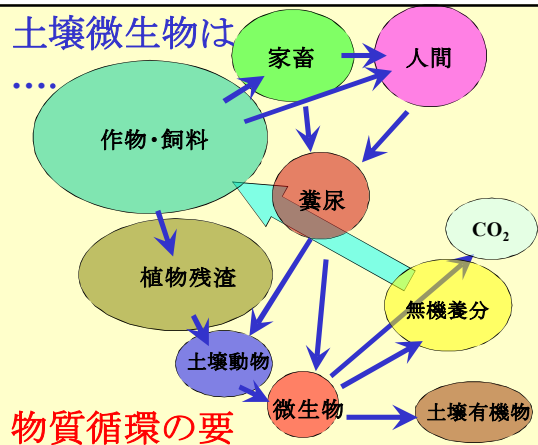 土壌微生物は
‥‥
家畜
人間
作物・飼料
糞尿
CO₂
植物残渣
無機養分
土壌動物
微生物
土壌有機物
物質循環の要